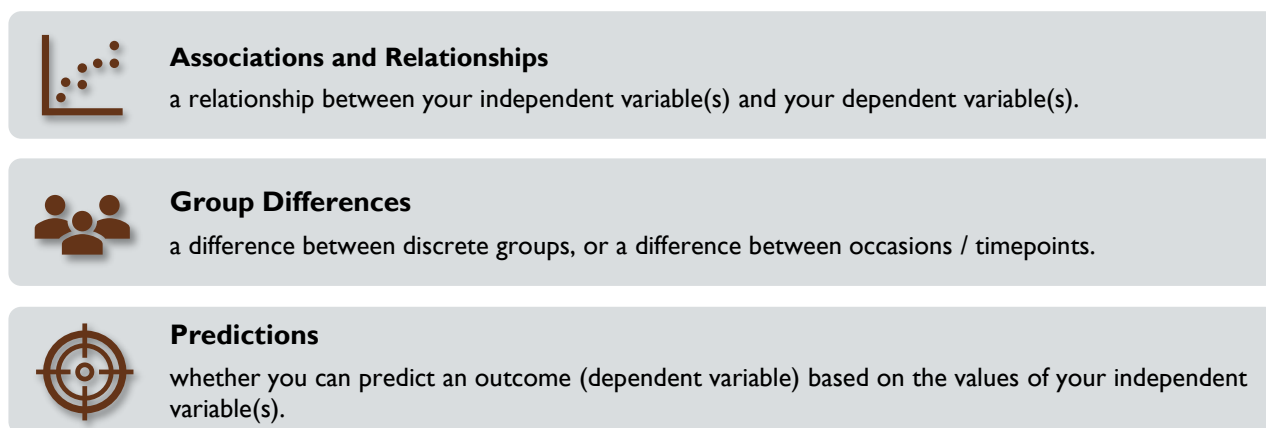 Associations and Relationships
a relationship between your independent variable(s) and your dependent variable(s).
Group Differences
a difference between discrete groups, or a difference between occasions / timepoints.
Predictions
whether you can predict an outcome (dependent variable) based on the values of your independent
variable(s).